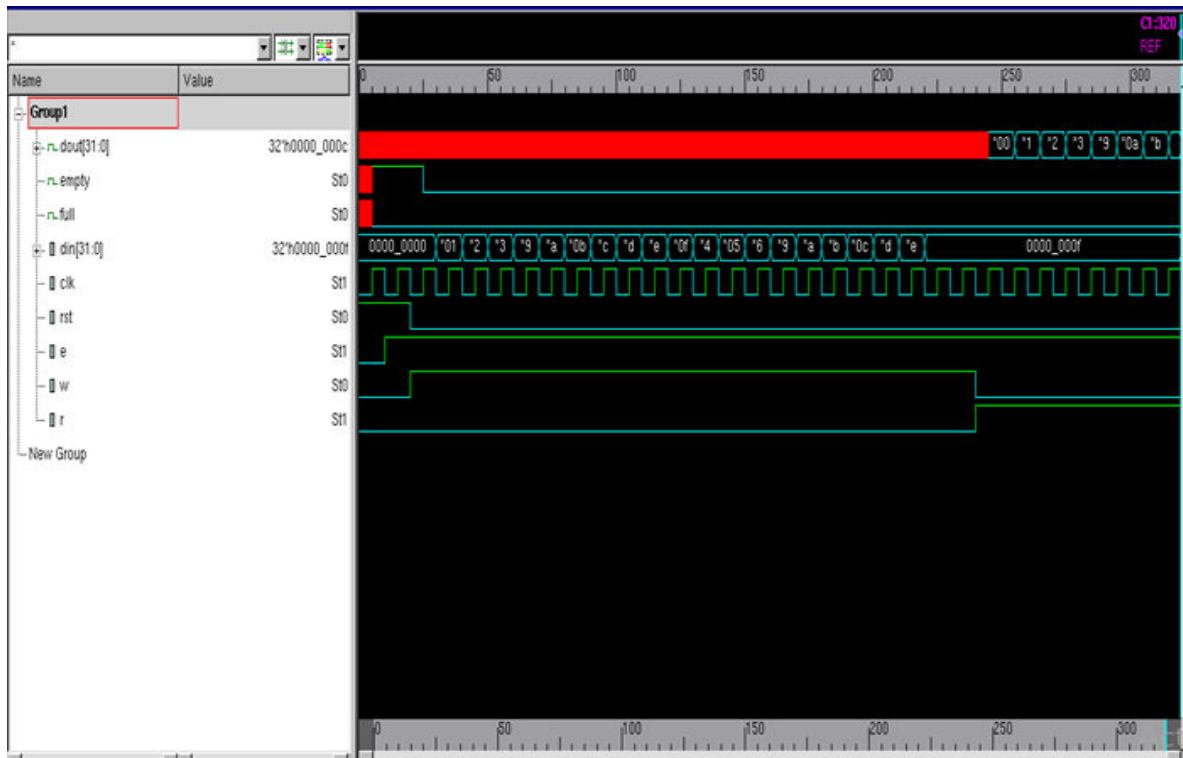 C1:320
REF
*
Name Value
0 50 100 150 200 250 300
Group1
dout[31:0] 32'h0000_000c *00 *1 *2 *3 *9 *0a *b
empty St0
full St0
din[31:0] 32'h0000_000f 0000_0000 *01 *2 *3 *9 *a *0b *c *d *e *0f *4 *05 *6 *9 *a *b *0c *d *e 0000_000f
clk St1
rst St0
e St1
w St0
r St1
New Group
0 50 100 150 200 250 300